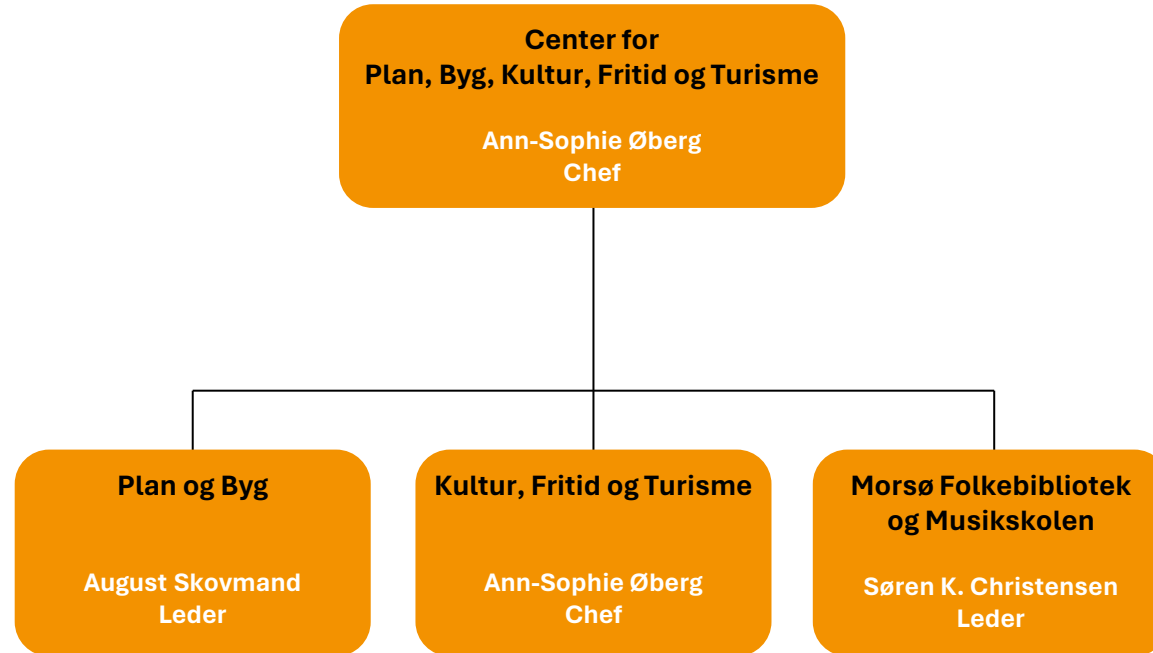 Center for
Plan, Byg, Kultur, Fritid og Turisme
Ann-Sophie Øberg
Chef
Plan og Byg
August Skovmand
Leder
Kultur, Fritid og Turisme
Ann-Sophie Øberg
Chef
Morsø Folkebibliotek
og Musikskolen
Søren K. Christensen
Leder